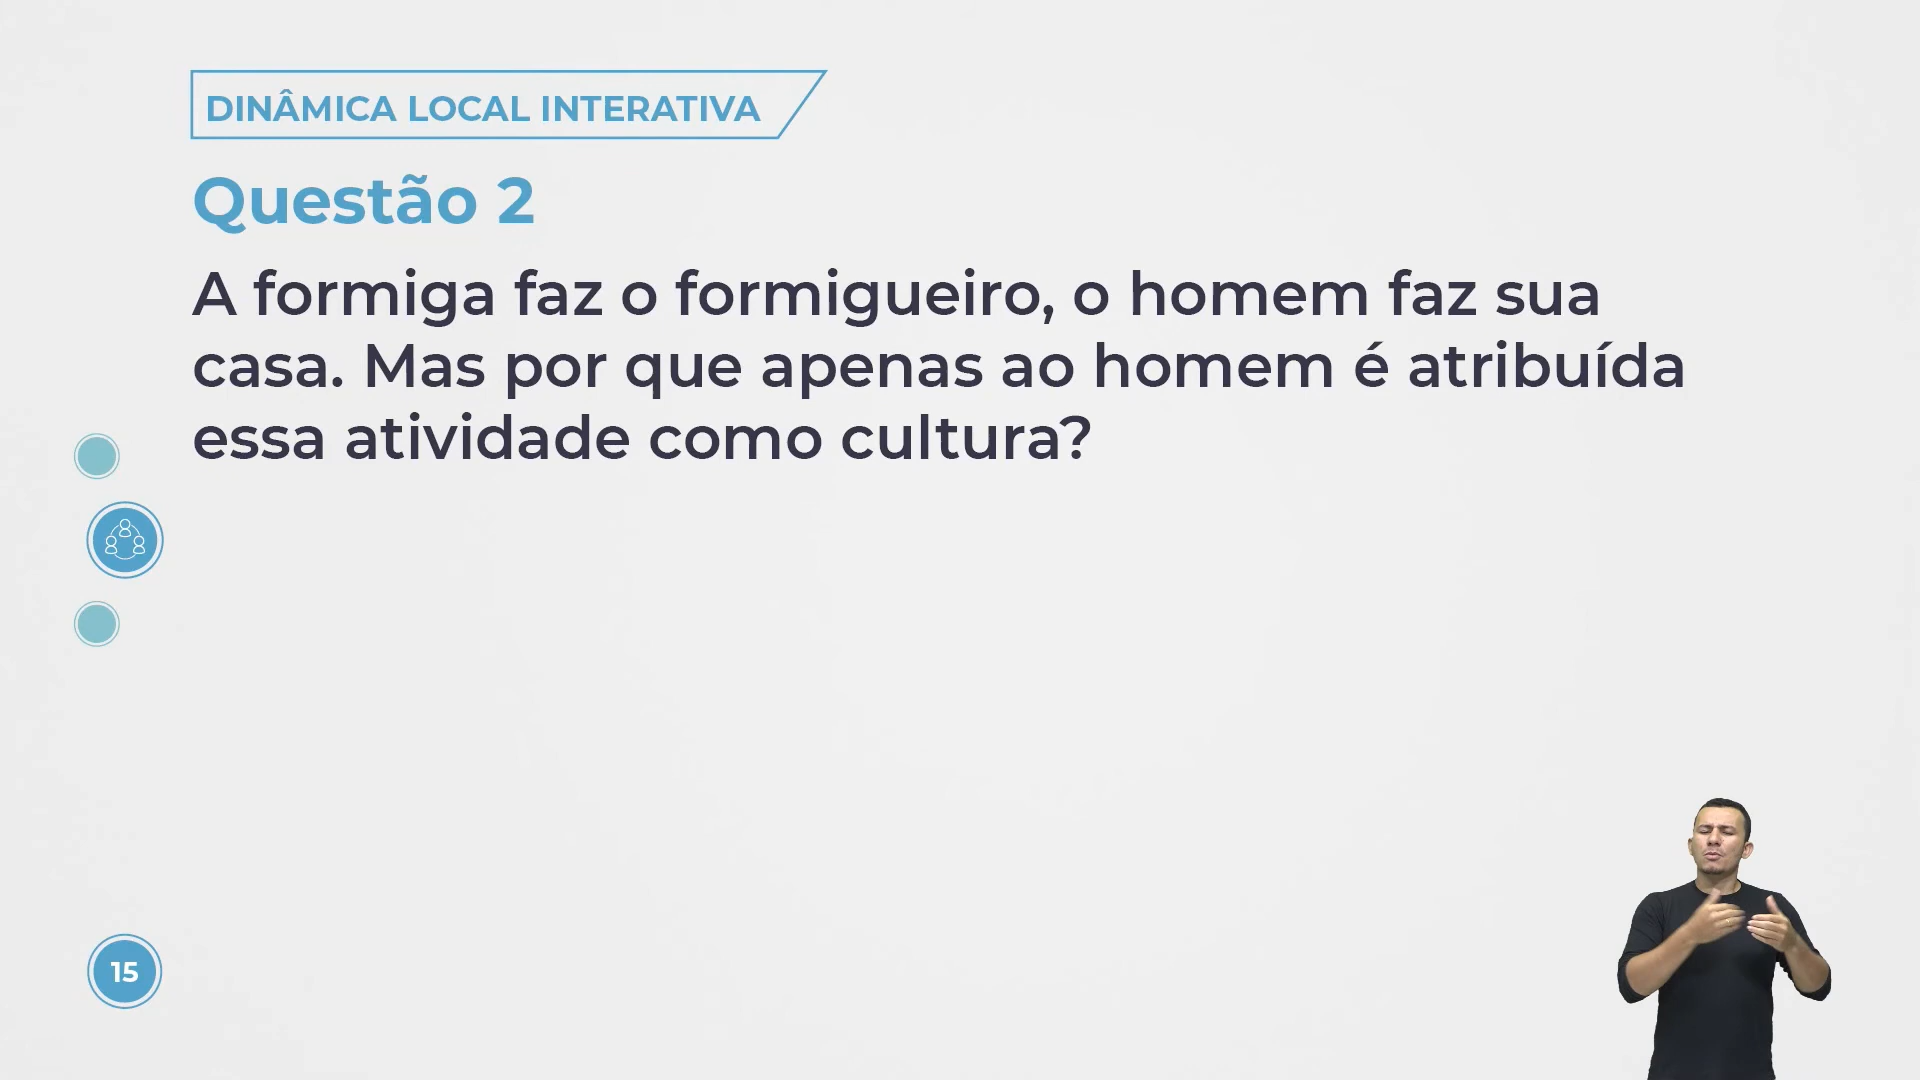 DINÂMICA LOCAL INTERATIVA
Questão 2
A formiga faz o formigueiro, o homem faz sua
casa. Mas por que apenas ao homem é atribuída
essa atividade como cultura?
15